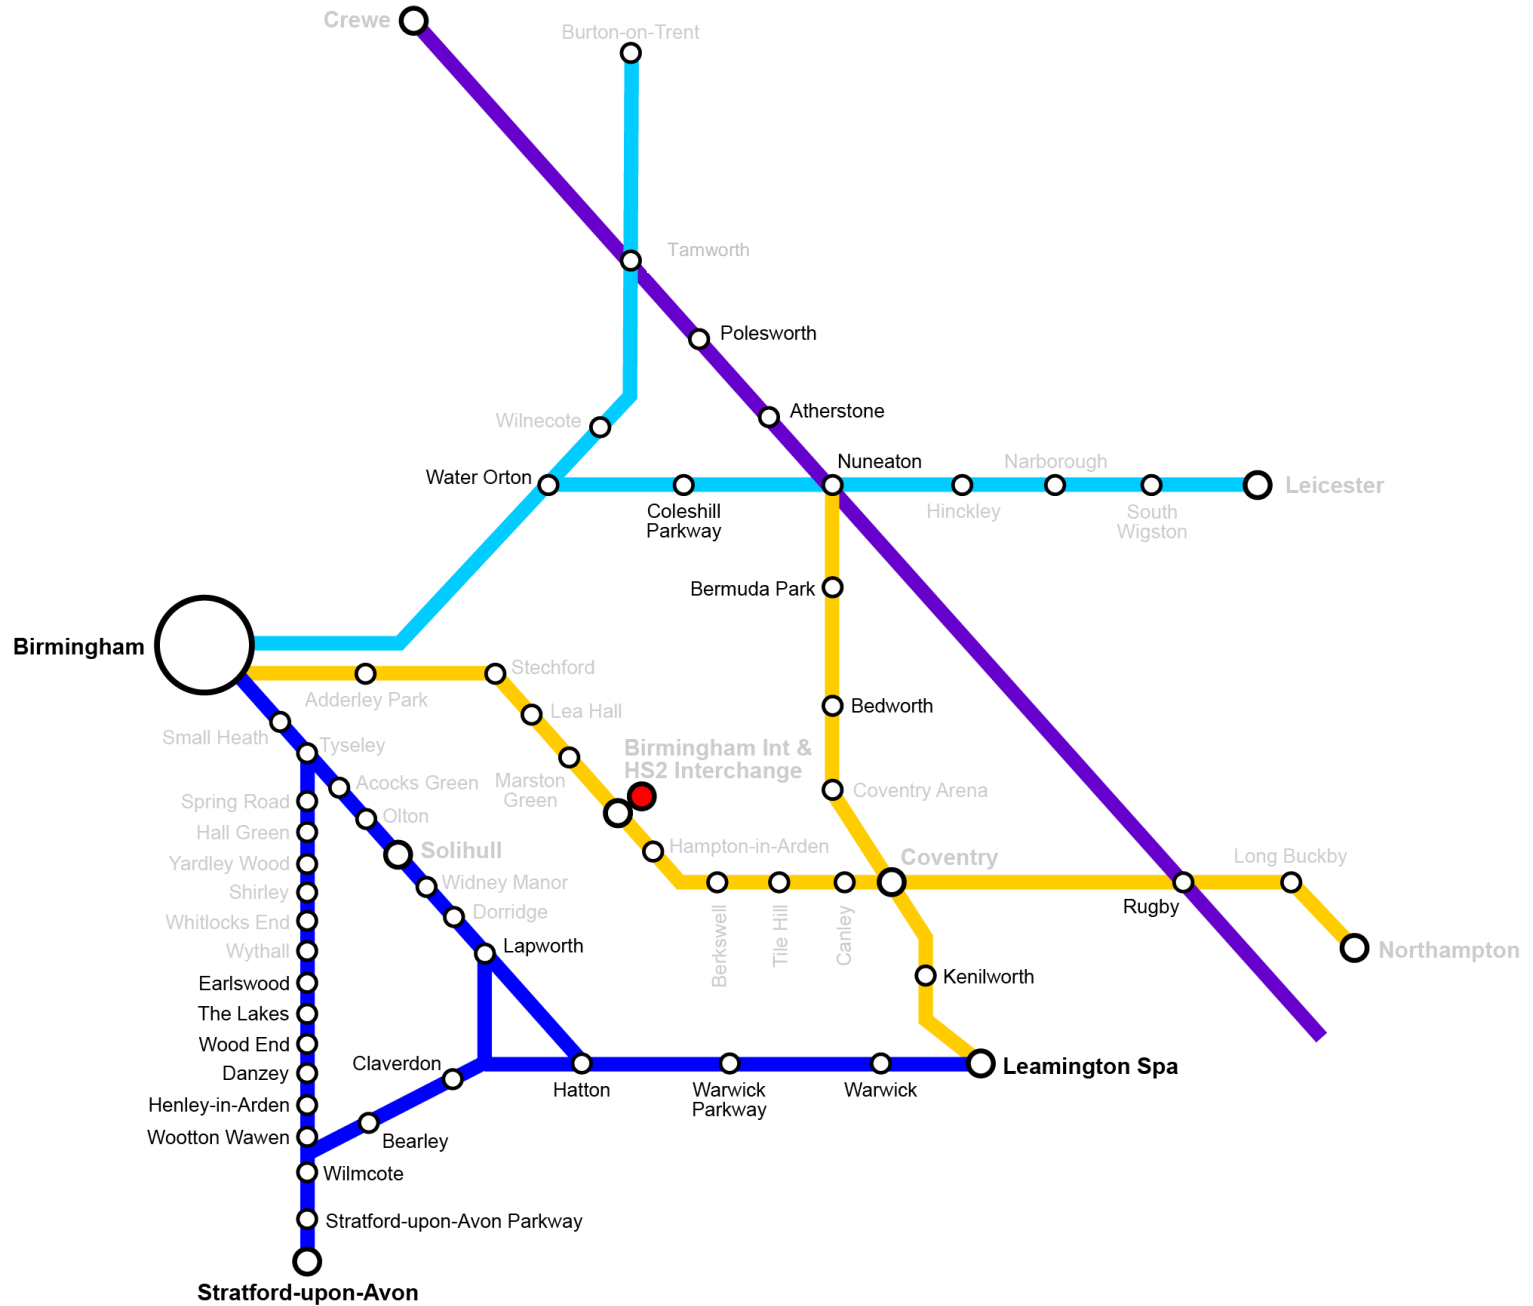 Crewe
Burton-on-Trent
Tamworth
Polesworth
Atherstone
Wilnecote
Water Orton
Nuneaton
Narborough
Leicester
Coleshill
Parkway
Hinckley
South
Wigston
Bermuda Park
Birmingham
Stechford
Adderley Park
Lea Hall
Bedworth
Small Heath
Tyseley
Birmingham Int &
HS2 Interchange
Acocks Green
Marston
Green
Coventry Arena
Spring Road
Olton
Hall Green
Hampton-in-Arden
Solihull
Coventry
Long Buckby
Yardley Wood
Widney Manor
Shirley
Rugby
Dorridge
Whitlocks End
Berkswell
Tile Hill
Canley
Wythall
Lapworth
Northampton
Earlswood
Kenilworth
The Lakes
Wood End
Claverdon
Leamington Spa
Danzey
Hatton
Warwick
Parkway
Warwick
Henley-in-Arden
Wootton Wawen
Bearley
Wilmcote
Stratford-upon-Avon Parkway
Stratford-upon-Avon